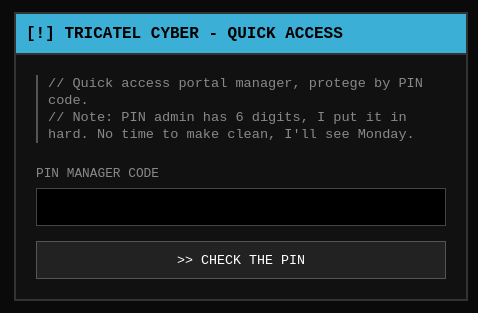 [!] TRICATEL CYBER - QUICK ACCESS
// Quick access portal manager, protege by PIN
code.
// Note: PIN admin has 6 digits, I put it in
hard. No time to make clean, I'll see Monday.
PIN MANAGER CODE
>> CHECK THE PIN